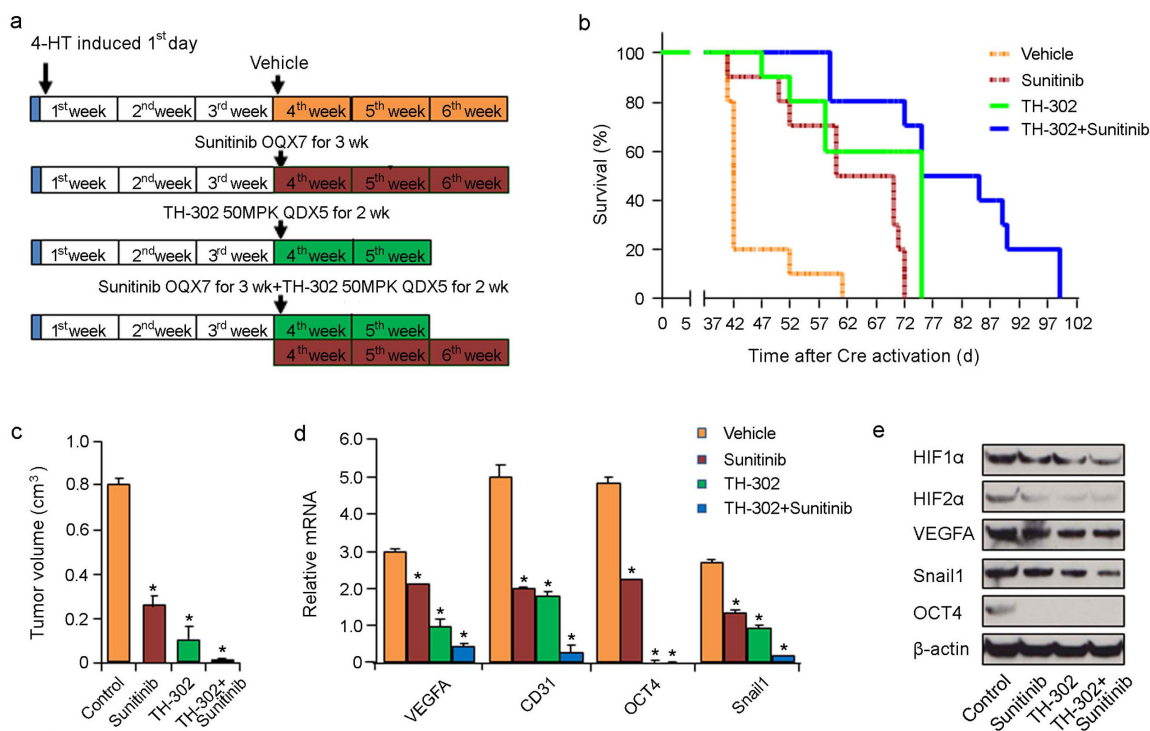 a
4-HT induced 1st day
Vehicle
1st week 2nd week 3rd week 4th week 5th week 6th week
Sunitinib OQX7 for 3 wk
1st week 2nd week 3rd week 4th week 5th week 6th week
TH-302 50MPK QDX5 for 2 wk
1st week 2nd week 3rd week 4th week 5th week
Sunitinib OQX7 for 3 wk+TH-302 50MPK QDX5 for 2 wk
1st week 2nd week 3rd week 4th week 5th week
4th week 5th week 6th week
b
Survival (%)
100
80
60
40
20
0
0 5 37 42 47 52 57 62 67 72 77 82 87 92 97 102
Time after Cre activation (d)
Vehicle
Sunitinib
TH-302
TH-302+Sunitinib
c
Tumor volume (cm3)
1.0
0.8
0.6
0.4
0.2
0
* * *
Control Sunitinib TH-302 TH-302+ Sunitinib
d
Relative mRNA
6.0
5.0
4.0
3.0
2.0
1.0
0
* * * * * * * * * * * *
VEGFA CD31 OCT4 Snail1
Vehicle
Sunitinib
TH-302
TH-302+Sunitinib
e
HIF1α
HIF2α
VEGFA
Snail1
OCT4
β-actin
Control Sunitinib TH-302 TH-302+ Sunitinib